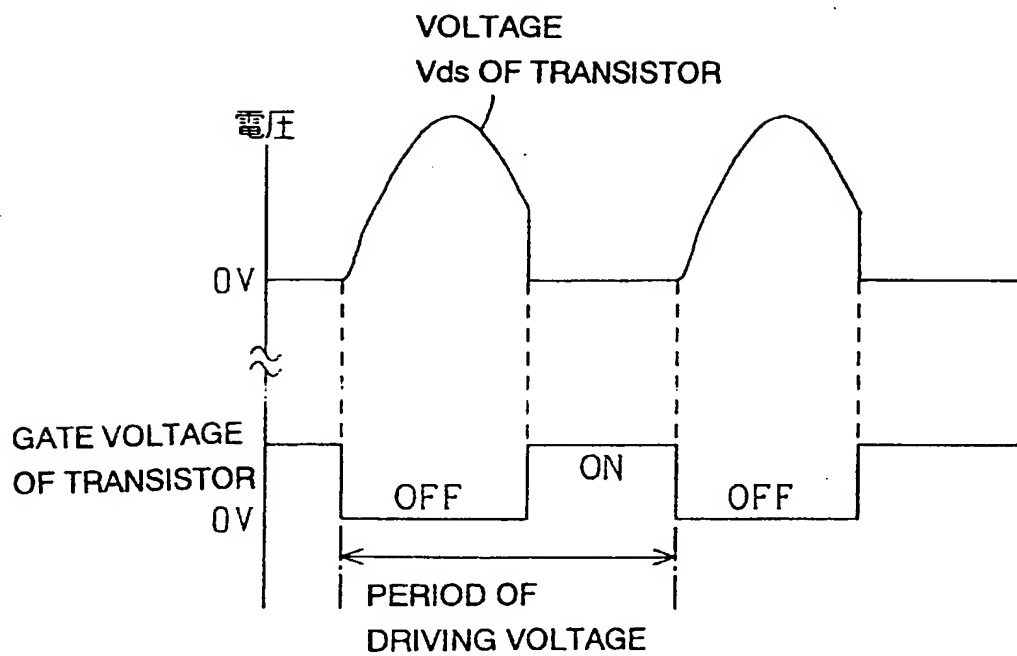 VOLTAGE
Vds OF TRANSISTOR
電圧
0V
GATE VOLTAGE
OF TRANSISTOR
ON
OFF
OFF
0V
PERIOD OF
DRIVING VOLTAGE